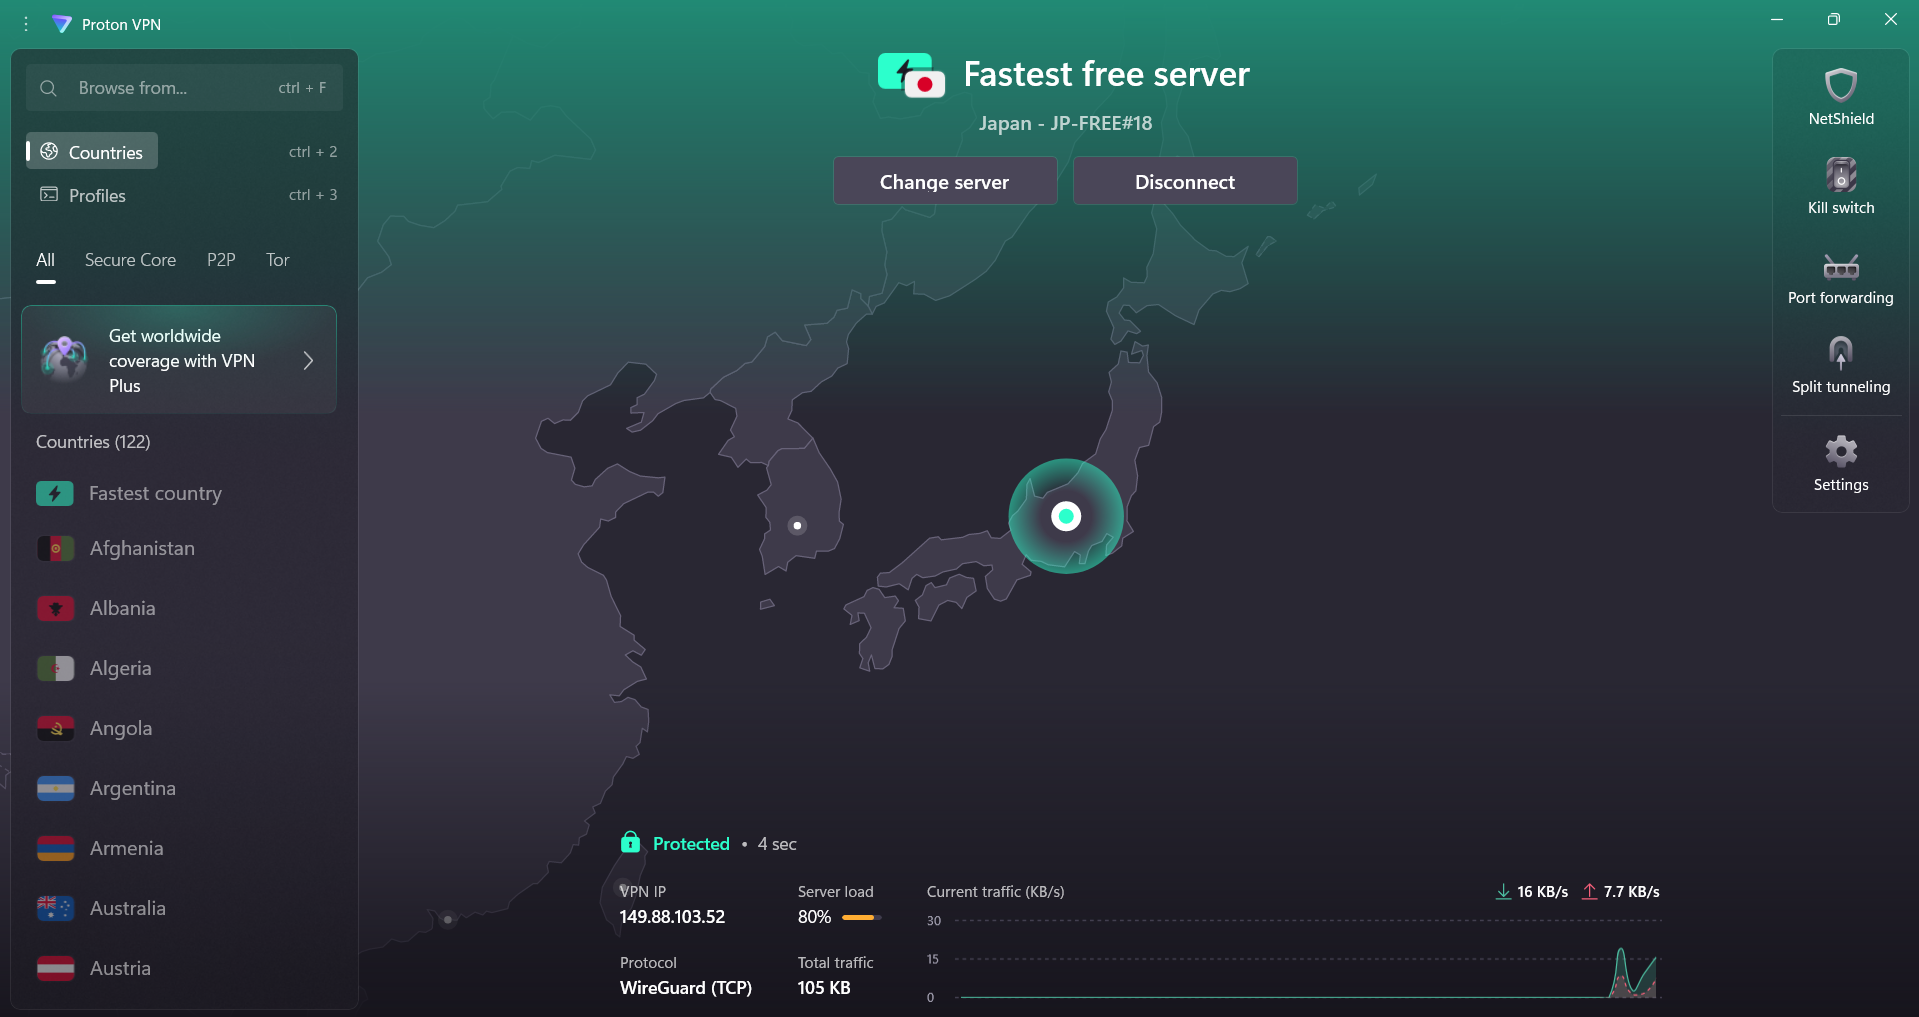 Proton VPN
Browse from...
ctrl + F
Countries
ctrl + 2
Profiles
ctrl + 3
All
Secure Core
P2P
Tor
Get worldwide
coverage with VPN
Plus
Countries (122)
Fastest country
Afghanistan
Albania
Algeria
Angola
Argentina
Armenia
Australia
Austria
Fastest free server
Japan - JP-FREE#18
Change server
Disconnect
Protected • 4 sec
VPN IP
149.88.103.52
Server load
80%
Protocol
WireGuard (TCP)
Total traffic
105 KB
Current traffic (KB/s)
16 KB/s
7.7 KB/s
30
15
0
NetShield
Kill switch
Port forwarding
Split tunneling
Settings